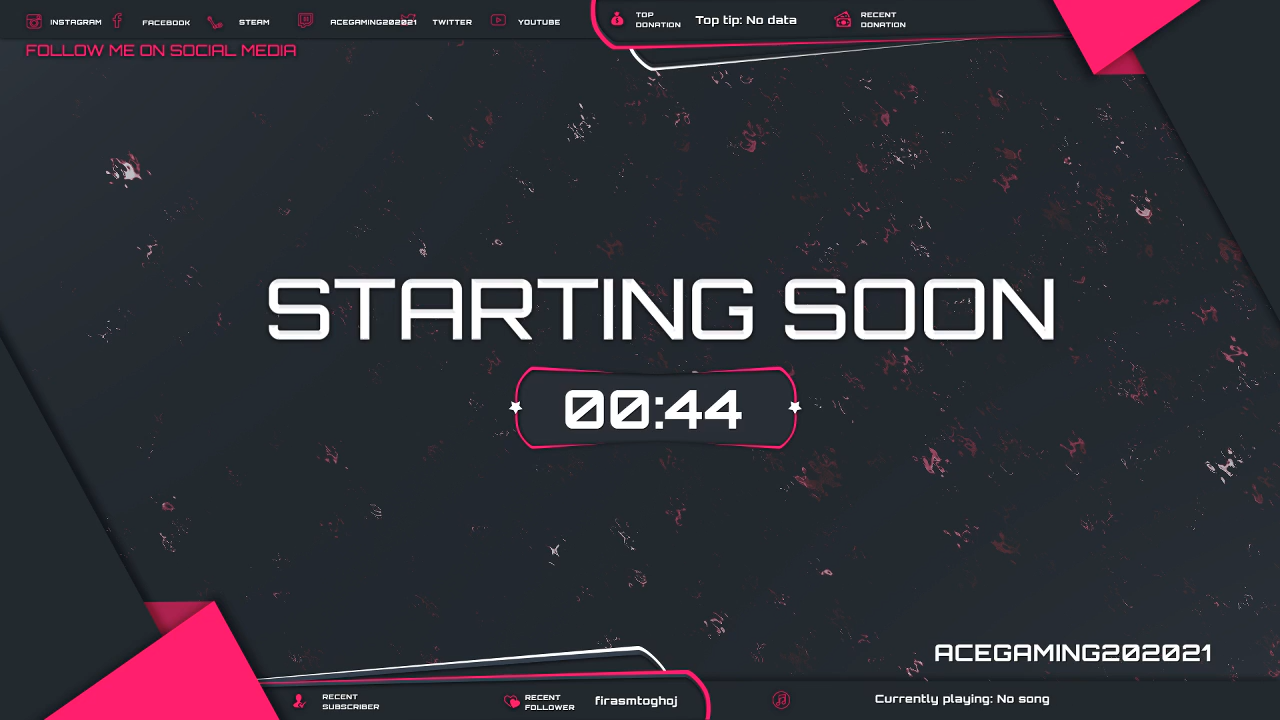 INSTAGRAM FACEBOOK STEAM ACEGAMING202021 TWITTER YOUTUBE
TOP DONATION
Top tip: No data
RECENT DONATION
FOLLOW ME ON SOCIAL MEDIA
STARTING SOON
00:44
ACEGAMING202021
RECENT SUBSCRIBER
RECENT FOLLOWER
firasmtoghoj
Currently playing: No song